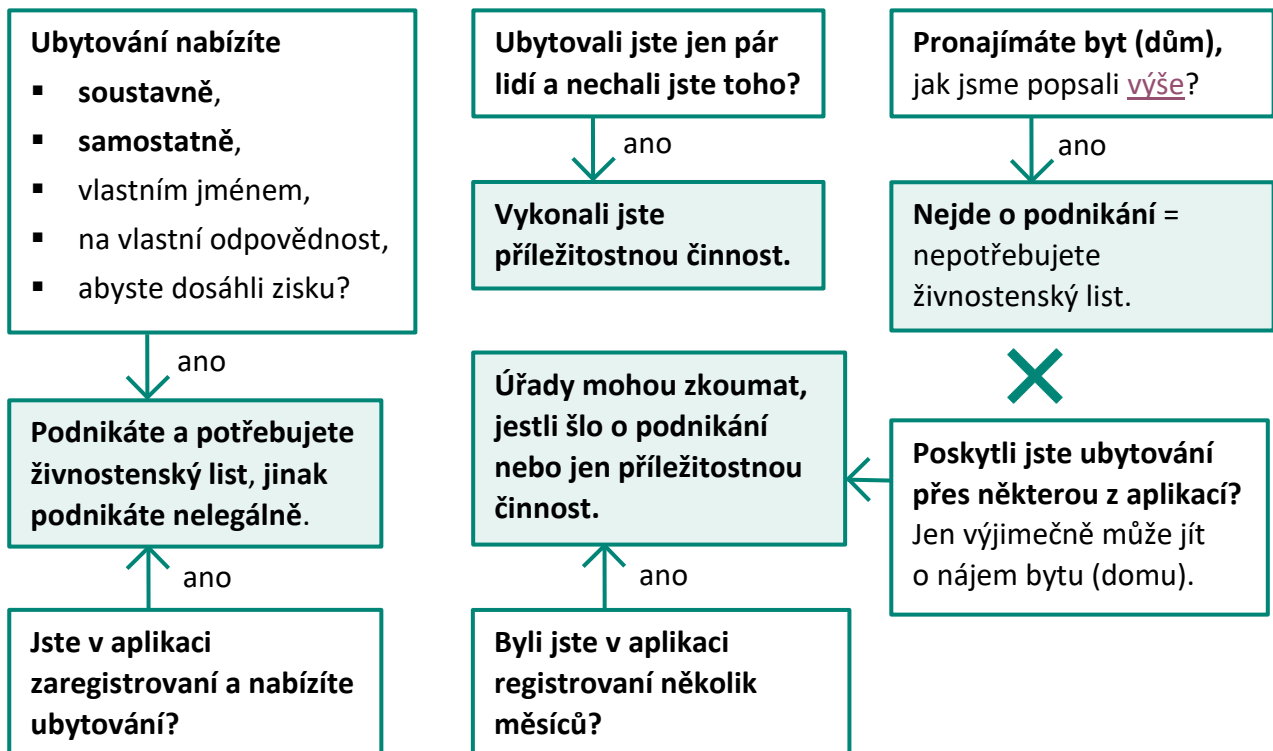 Ubytování nabízíte
▪ soustavně,
▪ samostatně,
▪ vlastním jménem,
▪ na vlastní odpovědnost,
▪ abyste dosáhli zisku?
ano
Podnikáte a potřebujete
živnostenský list, jinak
podnikáte nelegálně.
ano
Jste v aplikaci
zaregistrovaní a nabízíte
ubytování?
Ubytovali jste jen pár
lidí a nechali jste toho?
ano
Vykonali jste
příležitostnou činnost.
Úřady mohou zkoumat,
jestli šlo o podnikání
nebo jen příležitostnou
činnost.
ano
Byli jste v aplikaci
registrovaní několik
měsíců?
Pronajímáte byt (dům),
jak jsme popsali výše?
ano
Nejde o podnikání =
nepotřebujete
živnostenský list.
Poskytli jste ubytování
přes některou z aplikací?
Jen výjimečně může jít
o nájem bytu (domu).